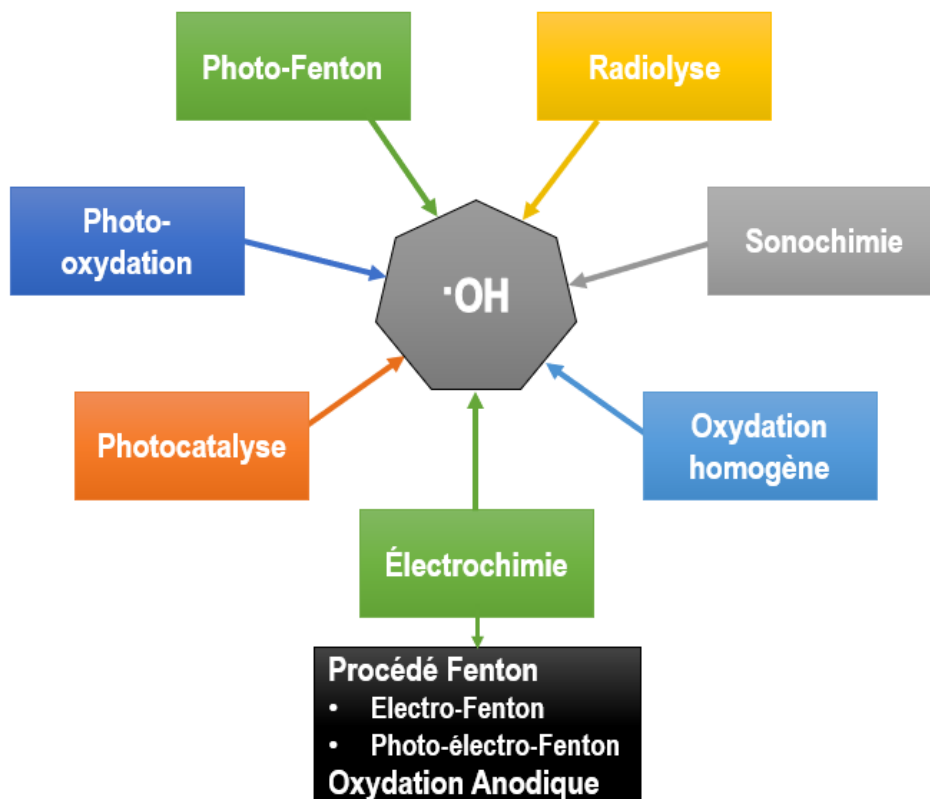 Photo-Fenton
Radiolyse
Photo-
oxydation
Sonochimie
·OH
Photocatalyse
Oxydation
homogène
Électrochimie
Procédé Fenton
• Electro-Fenton
• Photo-électro-Fenton
Oxydation Anodique